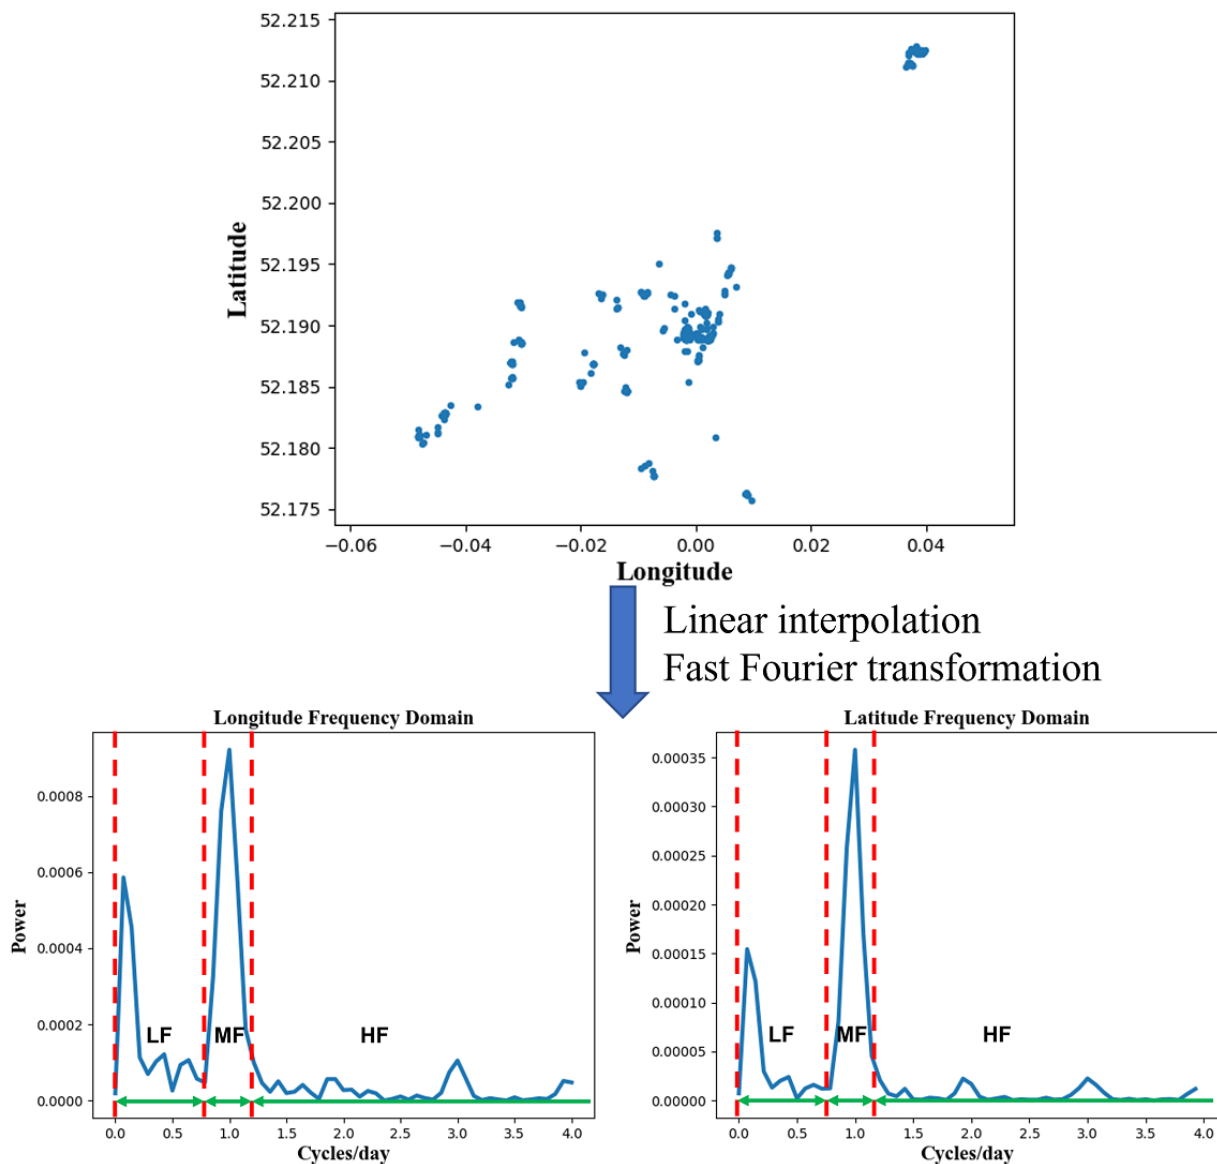 52.215
52.210
52.205
52.200
52.195
52.190
52.185
52.180
52.175
Latitude
−0.06 −0.04 −0.02 0.00 0.02 0.04
Longitude
Linear interpolation
Fast Fourier transformation
Longitude Frequency Domain
0.0008
0.0006
0.0004
0.0002
0.0000
Power
LF MF HF
0.0 0.5 1.0 1.5 2.0 2.5 3.0 3.5 4.0
Cycles/day
Latitude Frequency Domain
0.00035
0.00030
0.00025
0.00020
0.00015
0.00010
0.00005
0.00000
Power
LF MF HF
0.0 0.5 1.0 1.5 2.0 2.5 3.0 3.5 4.0
Cycles/day